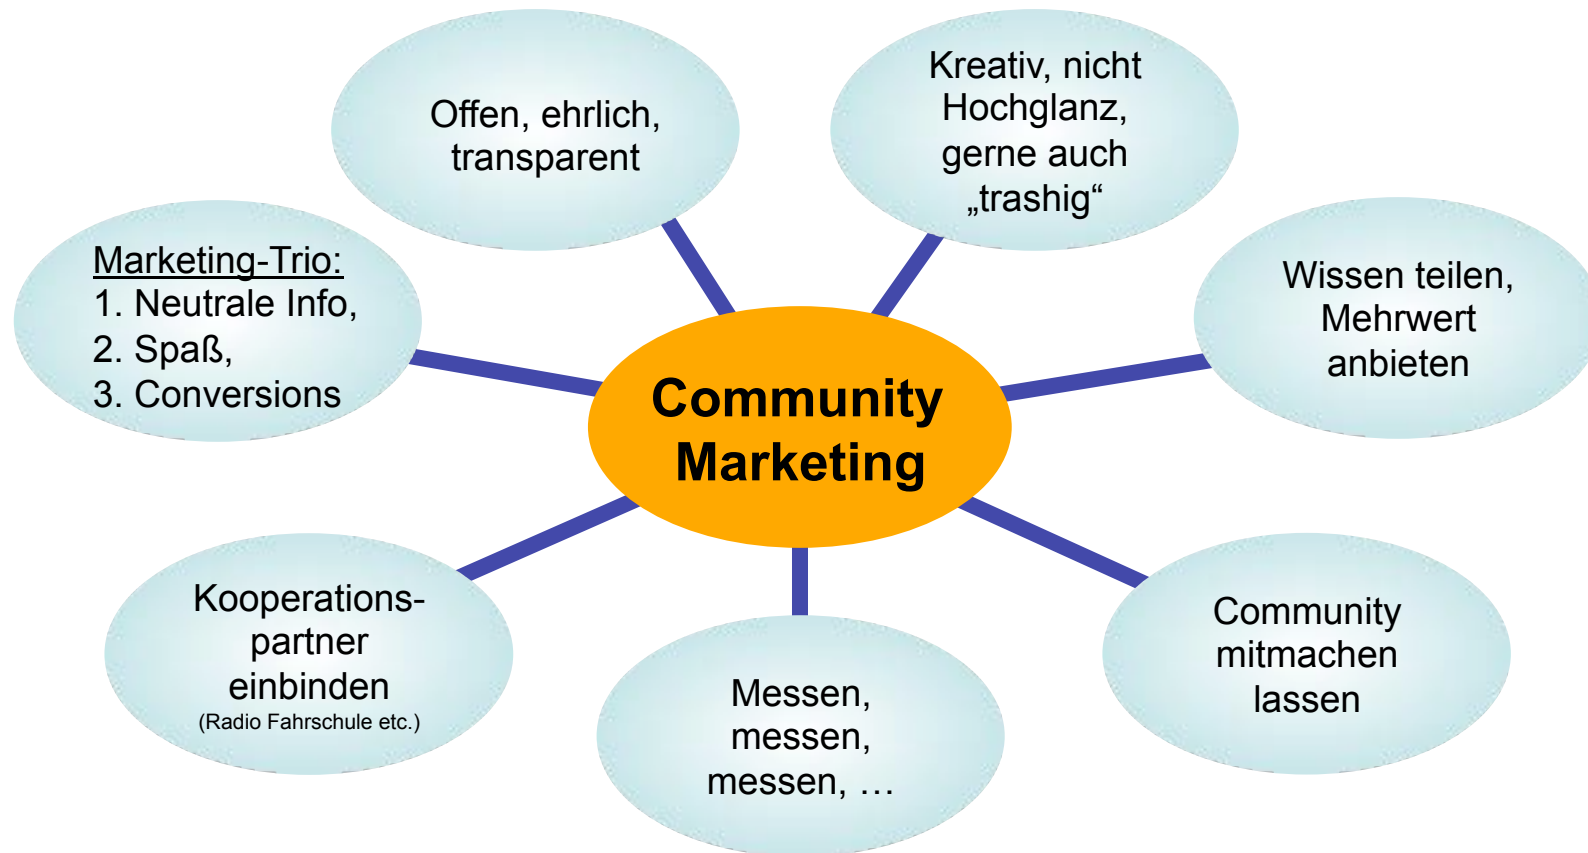 Offen, ehrlich,
transparent
Kreativ, nicht
Hochglanz,
gerne auch
„trashig“
Marketing-Trio:
1. Neutrale Info,
2. Spaß,
3. Conversions
Wissen teilen,
Mehrwert
anbieten
Community
Marketing
Kooperations-
partner
einbinden
(Radio Fahrschule etc.)
Messen,
messen,
messen, …
Community
mitmachen
lassen